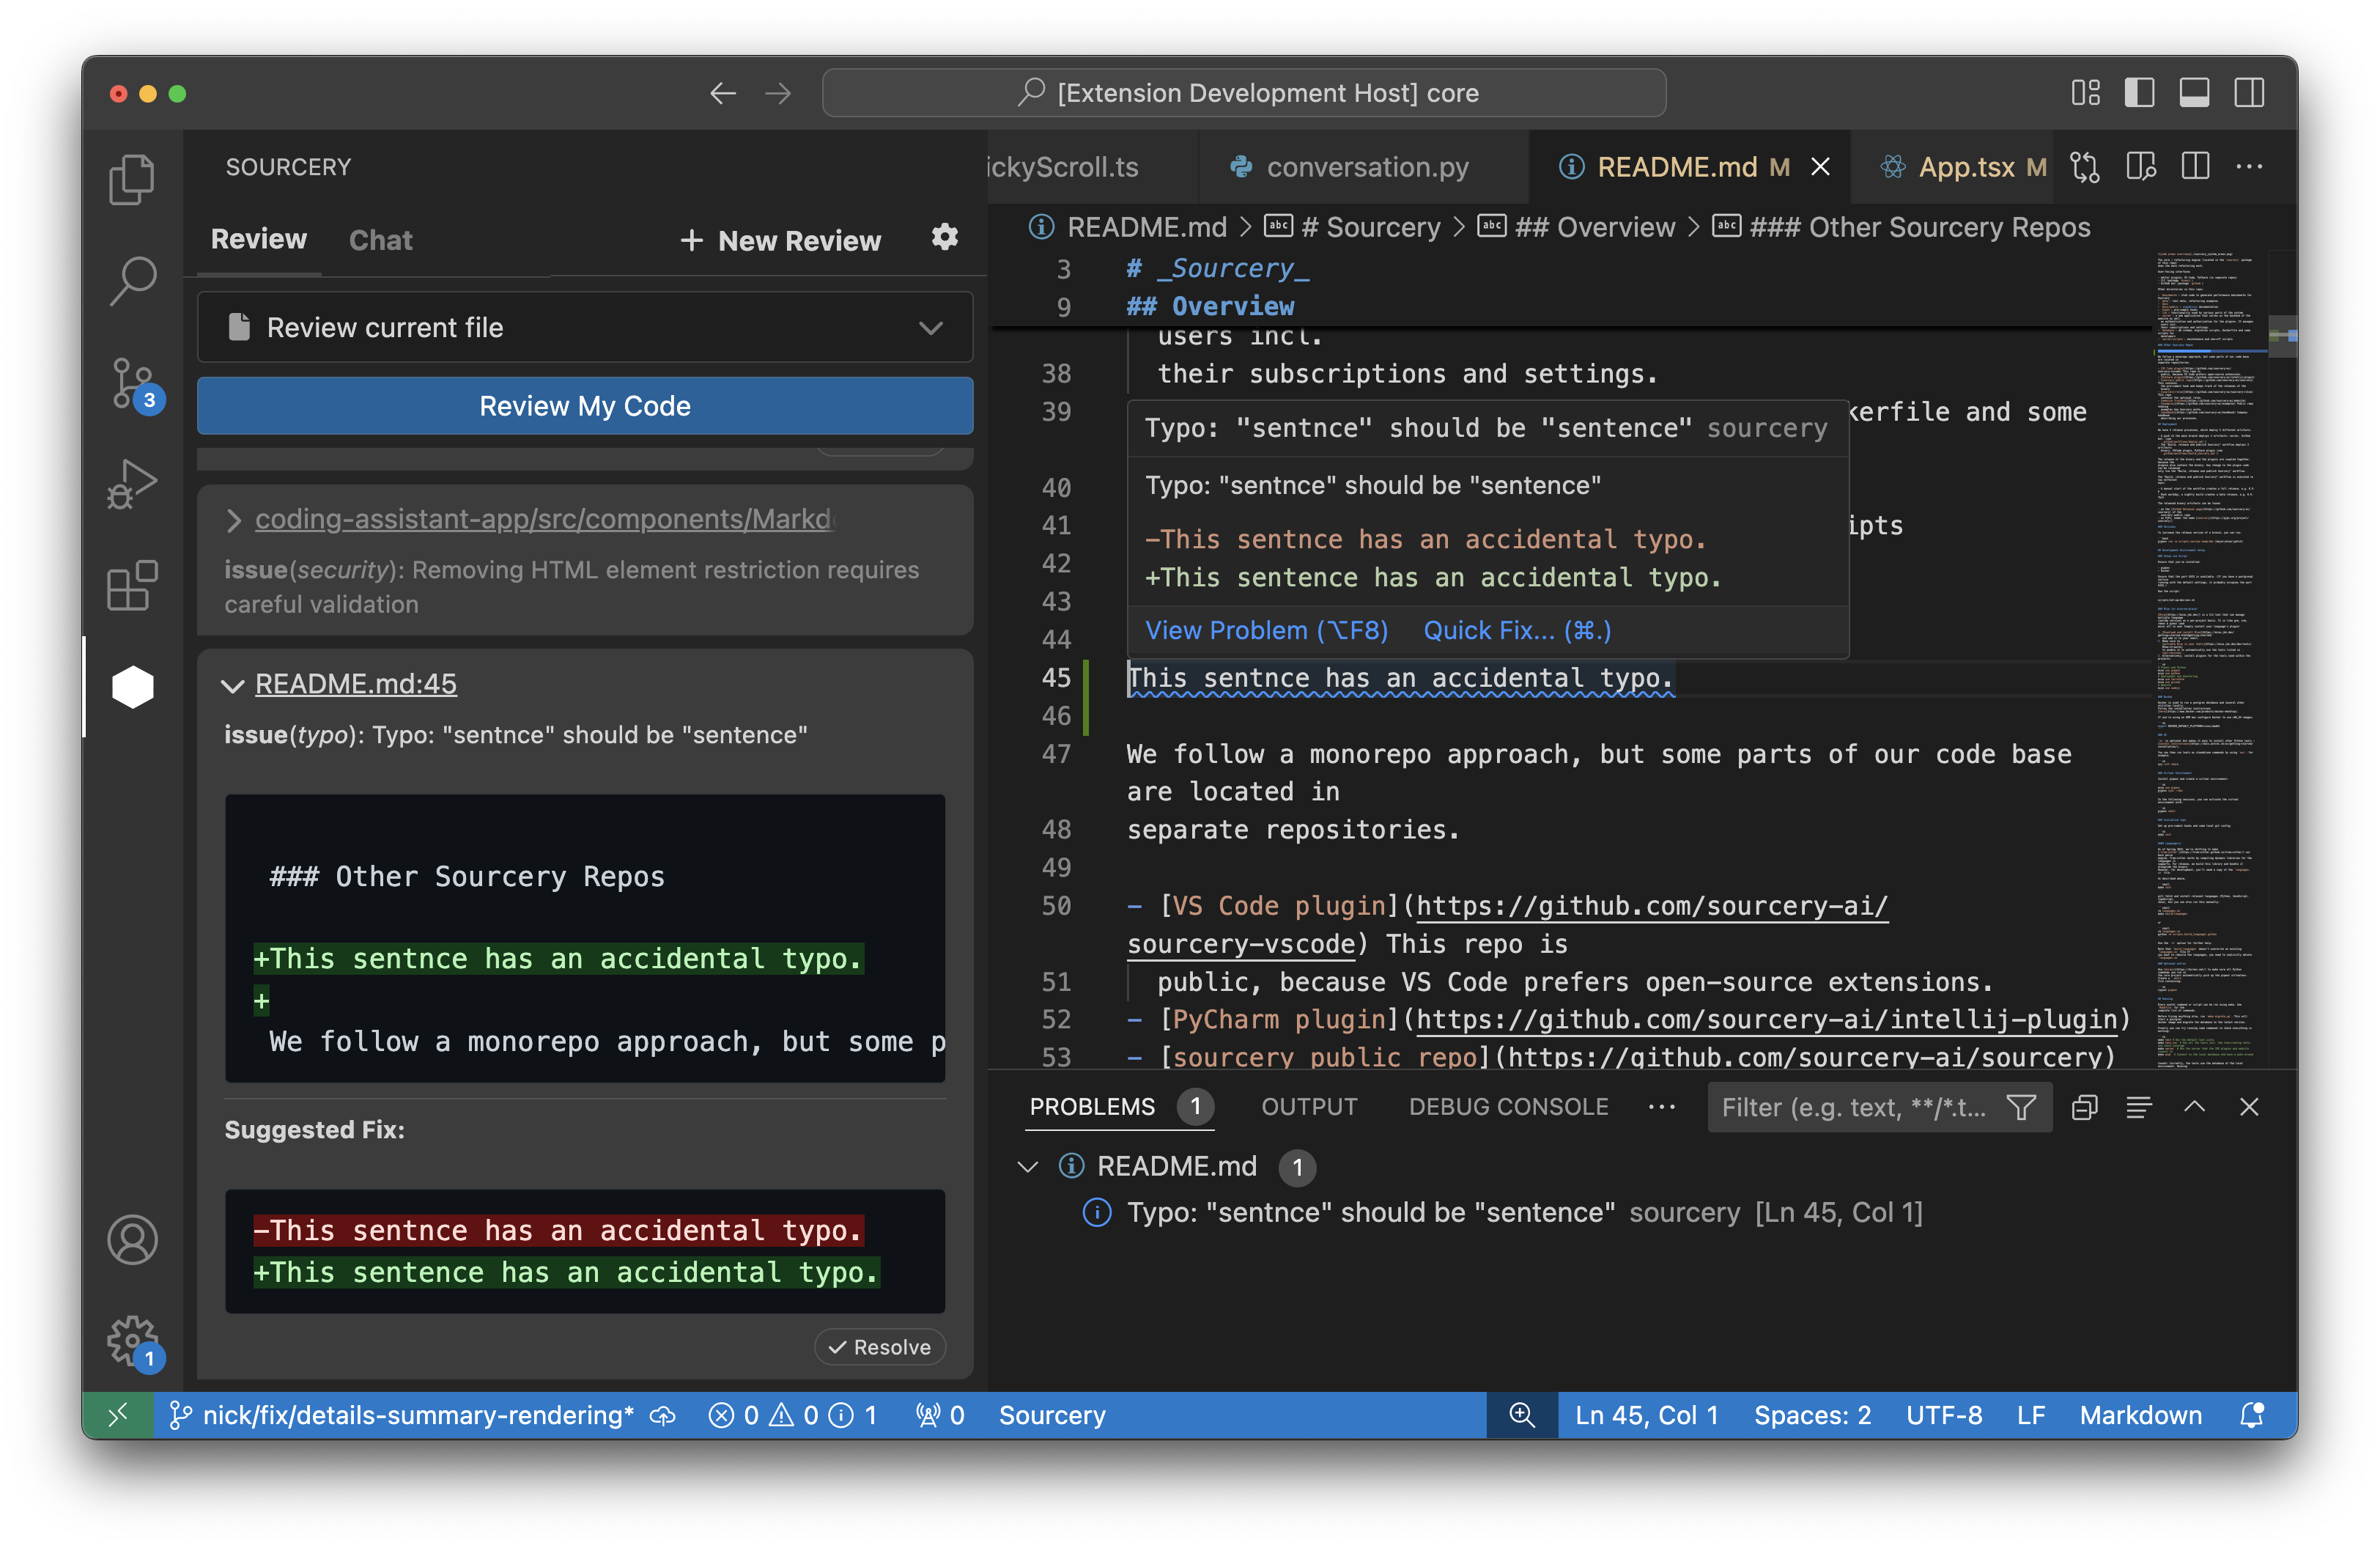 [Extension Development Host] core
SOURCERY
Review Chat + New Review
Review current file
Review My Code
coding-assistant-app/src/components/Markd
issue(security): Removing HTML element restriction requires
careful validation
README.md:45
issue(typo): Typo: "sentnce" should be "sentence"
### Other Sourcery Repos
+This sentnce has an accidental typo.
+
We follow a monorepo approach, but some p
Suggested Fix:
-This sentnce has an accidental typo.
+This sentence has an accidental typo.
Resolve
3
1
ickyScroll.ts conversation.py README.md M App.tsx M
README.md > # Sourcery > ## Overview > ### Other Sourcery Repos
3 # _Sourcery_
9 ## Overview
users incl.
38 their subscriptions and settings.
39 kerfile and some
Typo: "sentnce" should be "sentence" sourcery
40 Typo: "sentnce" should be "sentence"
41 ipts
-This sentnce has an accidental typo.
42
+This sentence has an accidental typo.
43
44 View Problem (⌥F8) Quick Fix... (⌘.)
45 This sentnce has an accidental typo.
46
47 We follow a monorepo approach, but some parts of our code base
are located in
48 separate repositories.
49
50 - [VS Code plugin](https://github.com/sourcery-ai/
sourcery-vscode) This repo is
51 public, because VS Code prefers open-source extensions.
52 - [PyCharm plugin](https://github.com/sourcery-ai/intellij-plugin)
53 - [sourcery public repo](https://github.com/sourcery-ai/sourcery)
PROBLEMS 1 OUTPUT DEBUG CONSOLE ... Filter (e.g. text, **/*.t...
README.md 1
Typo: "sentnce" should be "sentence" sourcery [Ln 45, Col 1]
nick/fix/details-summary-rendering* 0 0 1 0 Sourcery Ln 45, Col 1 Spaces: 2 UTF-8 LF Markdown